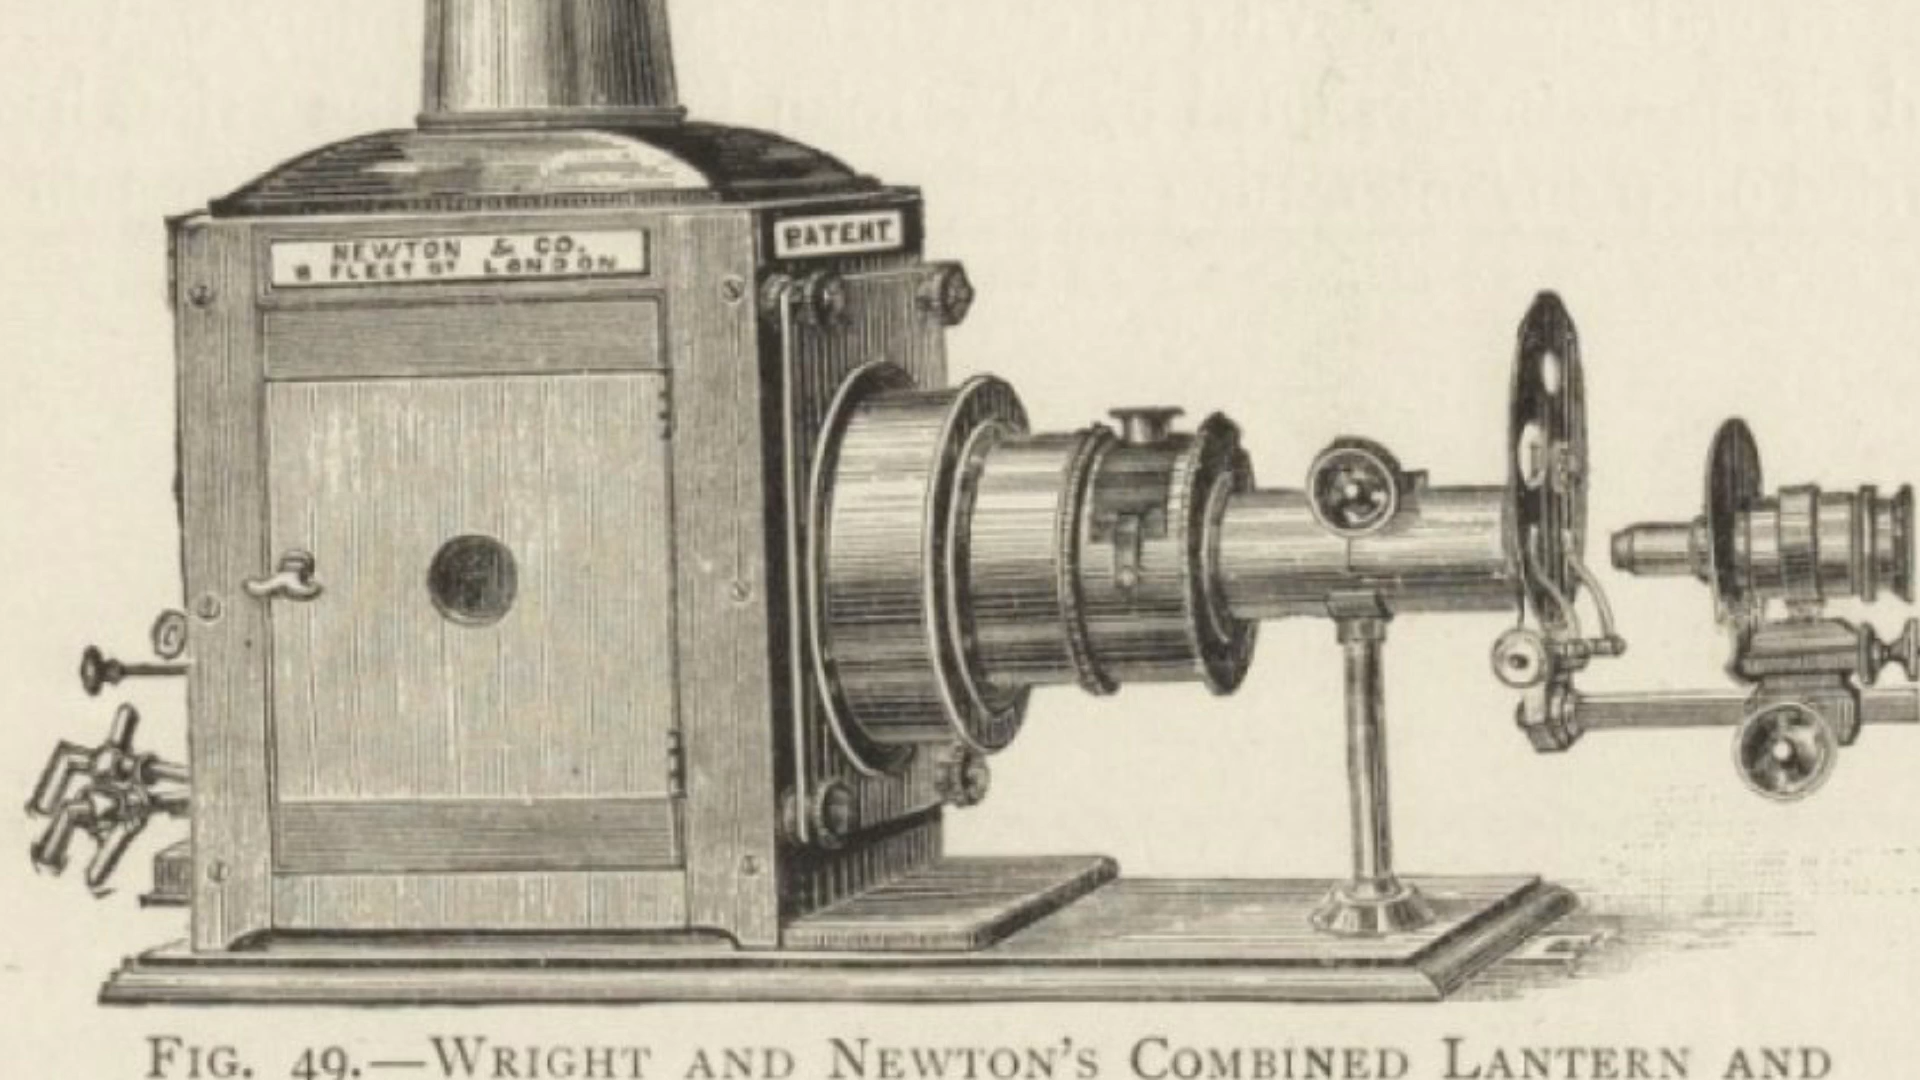 NEWTON & CO.
FLEET ST LONDON
PATENT
FIG. 49.—WRIGHT AND NEWTON'S COMBINED LANTERN AND